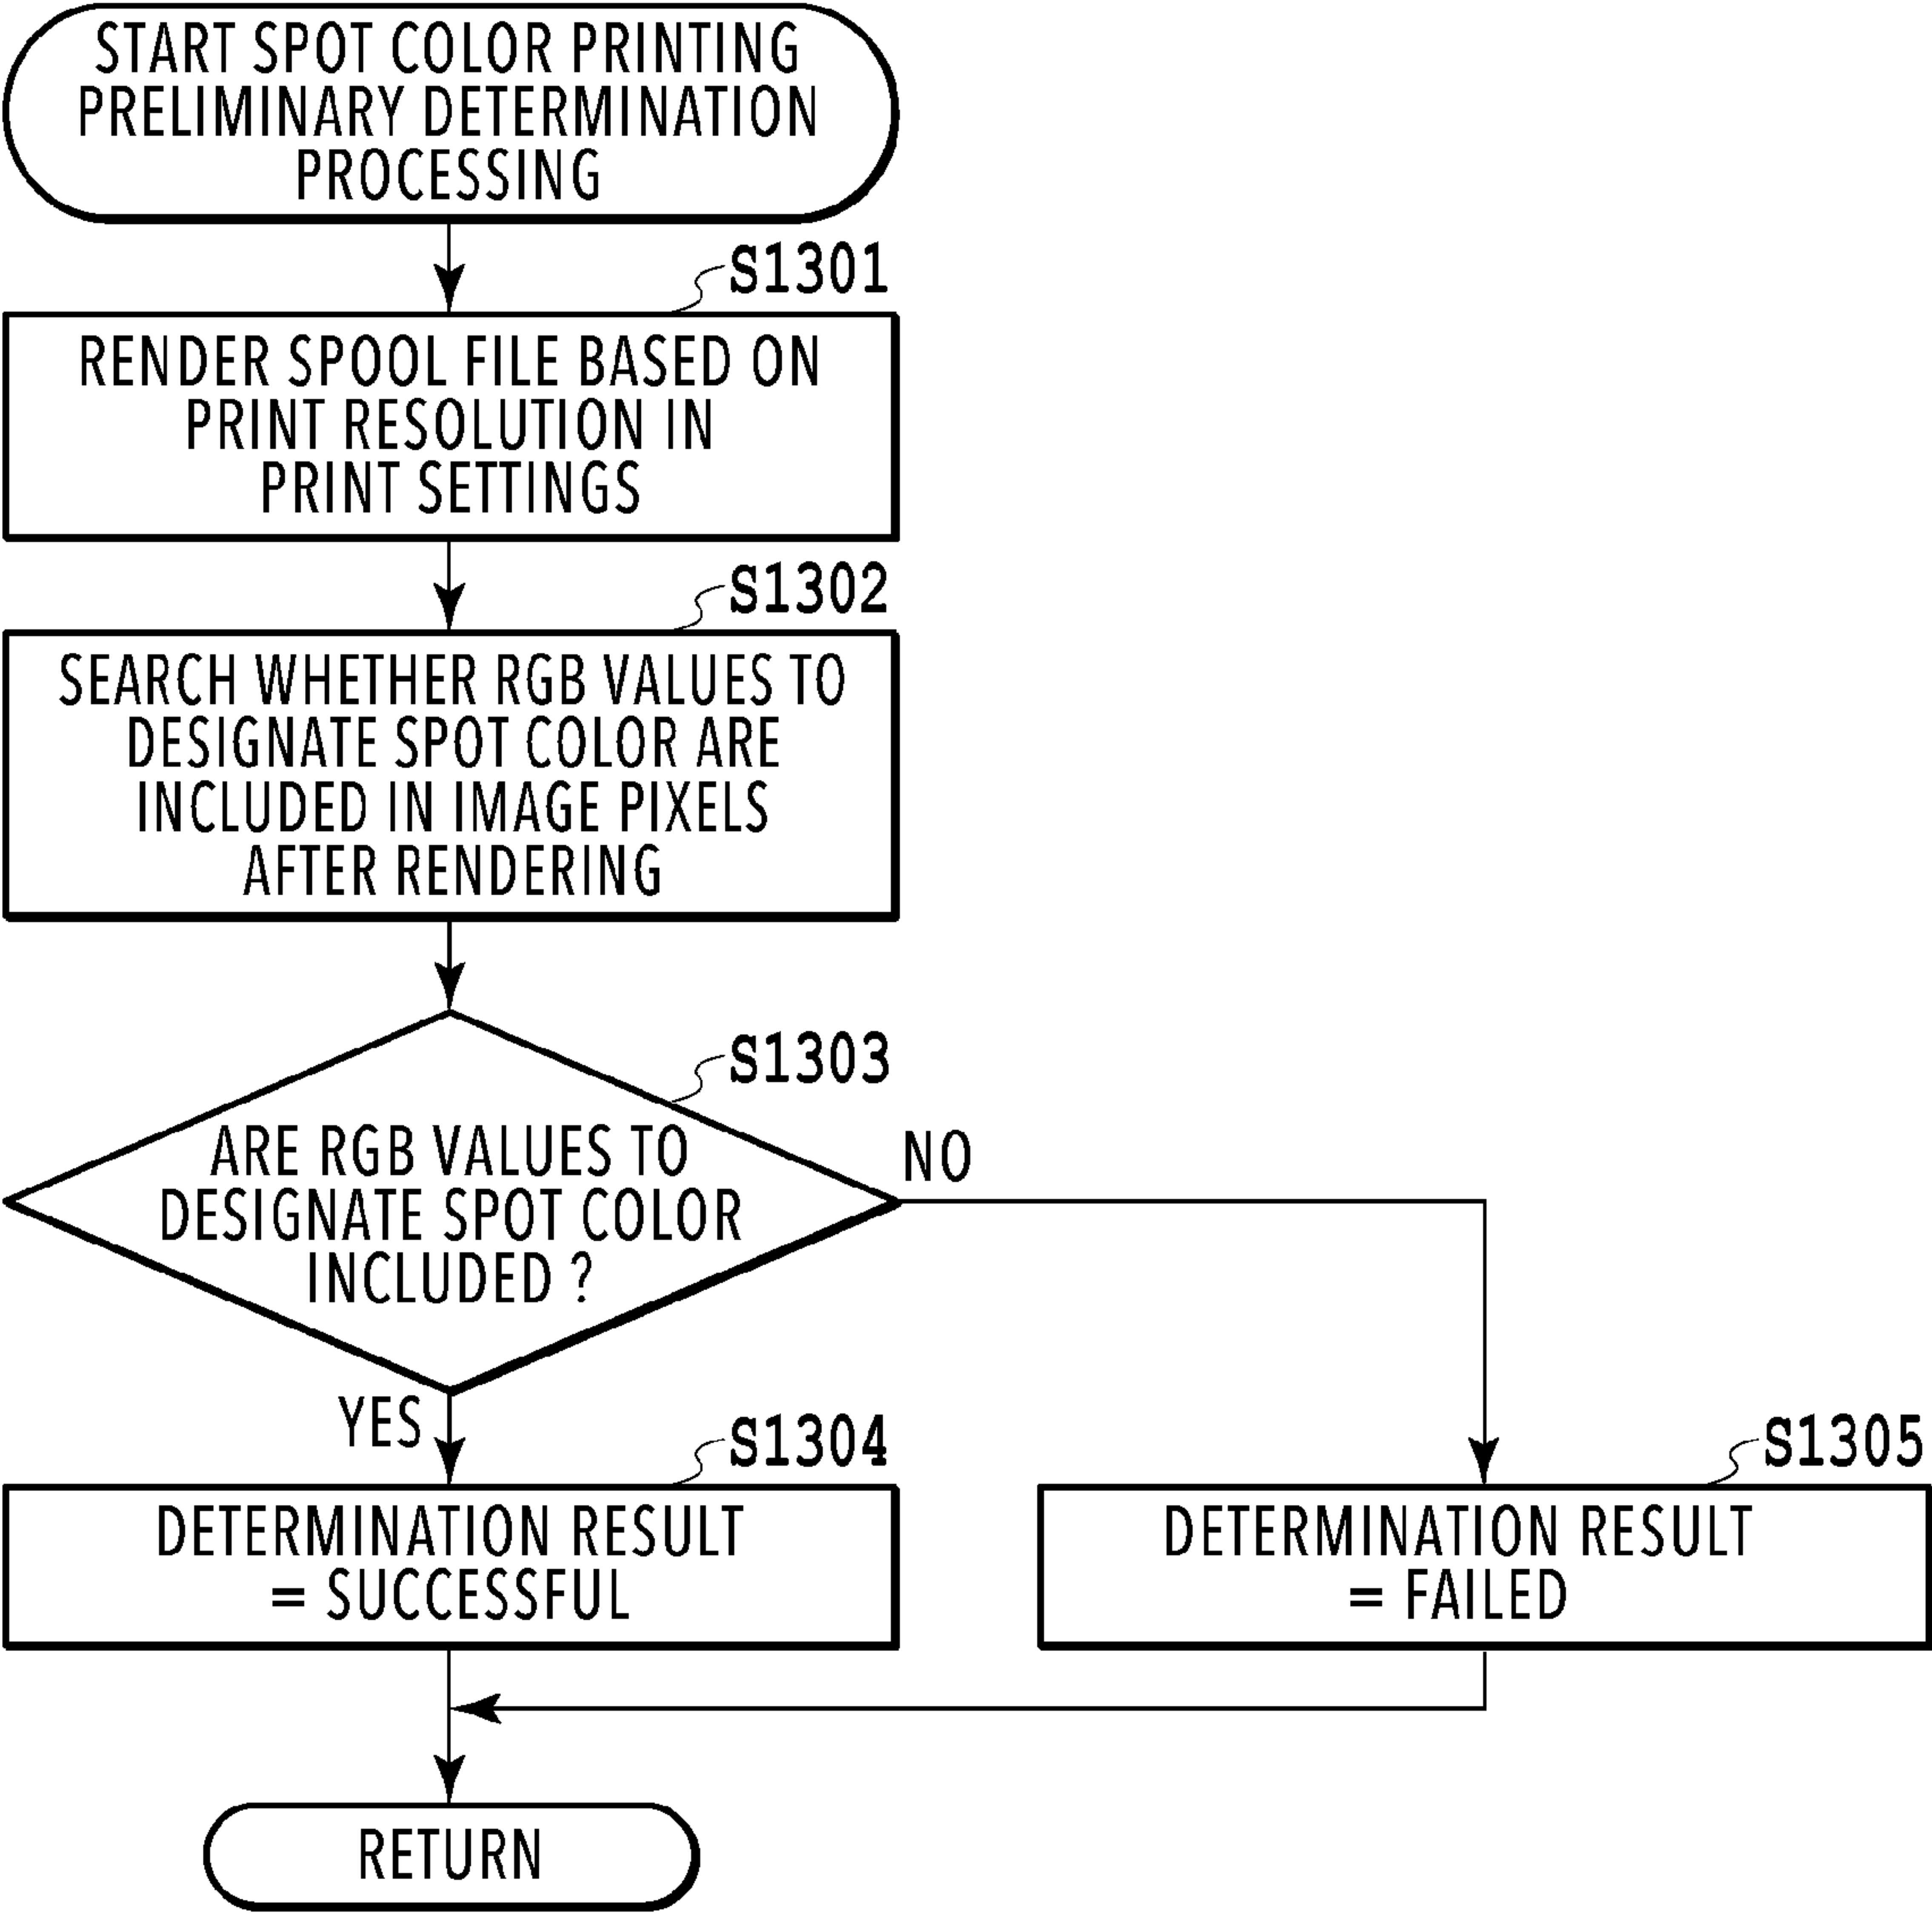 START SPOT COLOR PRINTING
PRELIMINARY DETERMINATION
PROCESSING
S1301
RENDER SPOOL FILE BASED ON
PRINT RESOLUTION IN
PRINT SETTINGS
S1302
SEARCH WHETHER RGB VALUES TO
DESIGNATE SPOT COLOR ARE
INCLUDED IN IMAGE PIXELS
AFTER RENDERING
S1303
ARE RGB VALUES TO
DESIGNATE SPOT COLOR
INCLUDED ?
NO
YES
S1304
DETERMINATION RESULT
= SUCCESSFUL
S1305
DETERMINATION RESULT
= FAILED
RETURN